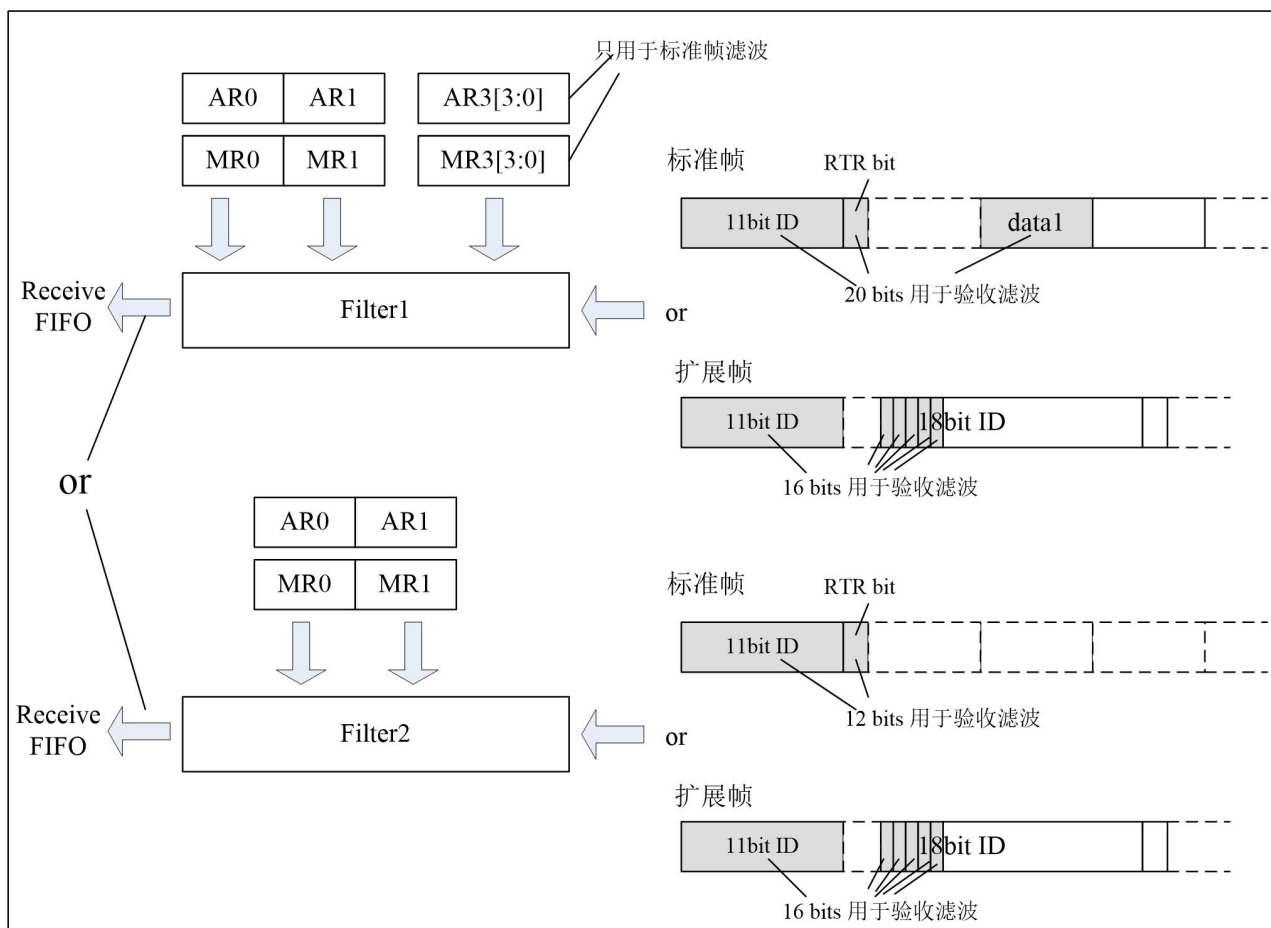 只用于标准帧滤波
AR0 AR1 AR3[3:0]
MR0 MR1 MR3[3:0]
标准帧
RTR bit
11bit ID data1
20 bits 用于验收滤波
Receive
FIFO
Filter1
or
扩展帧
11bit ID 18bit ID
16 bits 用于验收滤波
or
AR0 AR1
MR0 MR1
标准帧
RTR bit
11bit ID
12 bits 用于验收滤波
Receive
FIFO
Filter2
or
扩展帧
11bit ID 18bit ID
16 bits 用于验收滤波